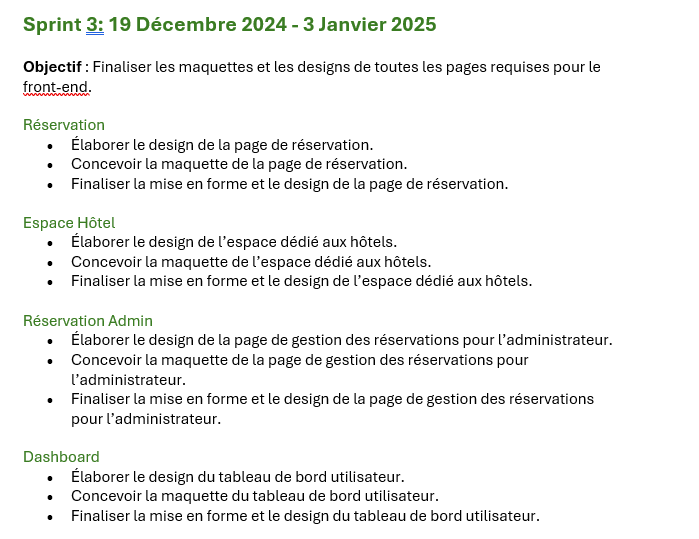 Sprint 3: 19 Décembre 2024 - 3 Janvier 2025
Objectif : Finaliser les maquettes et les designs de toutes les pages requises pour le
front-end.
Réservation
• Élaborer le design de la page de réservation.
• Concevoir la maquette de la page de réservation.
• Finaliser la mise en forme et le design de la page de réservation.
Espace Hôtel
• Élaborer le design de l’espace dédié aux hôtels.
• Concevoir la maquette de l’espace dédié aux hôtels.
• Finaliser la mise en forme et le design de l’espace dédié aux hôtels.
Réservation Admin
• Élaborer le design de la page de gestion des réservations pour l’administrateur.
• Concevoir la maquette de la page de gestion des réservations pour
l’administrateur.
• Finaliser la mise en forme et le design de la page de gestion des réservations
pour l’administrateur.
Dashboard
• Élaborer le design du tableau de bord utilisateur.
• Concevoir la maquette du tableau de bord utilisateur.
• Finaliser la mise en forme et le design du tableau de bord utilisateur.